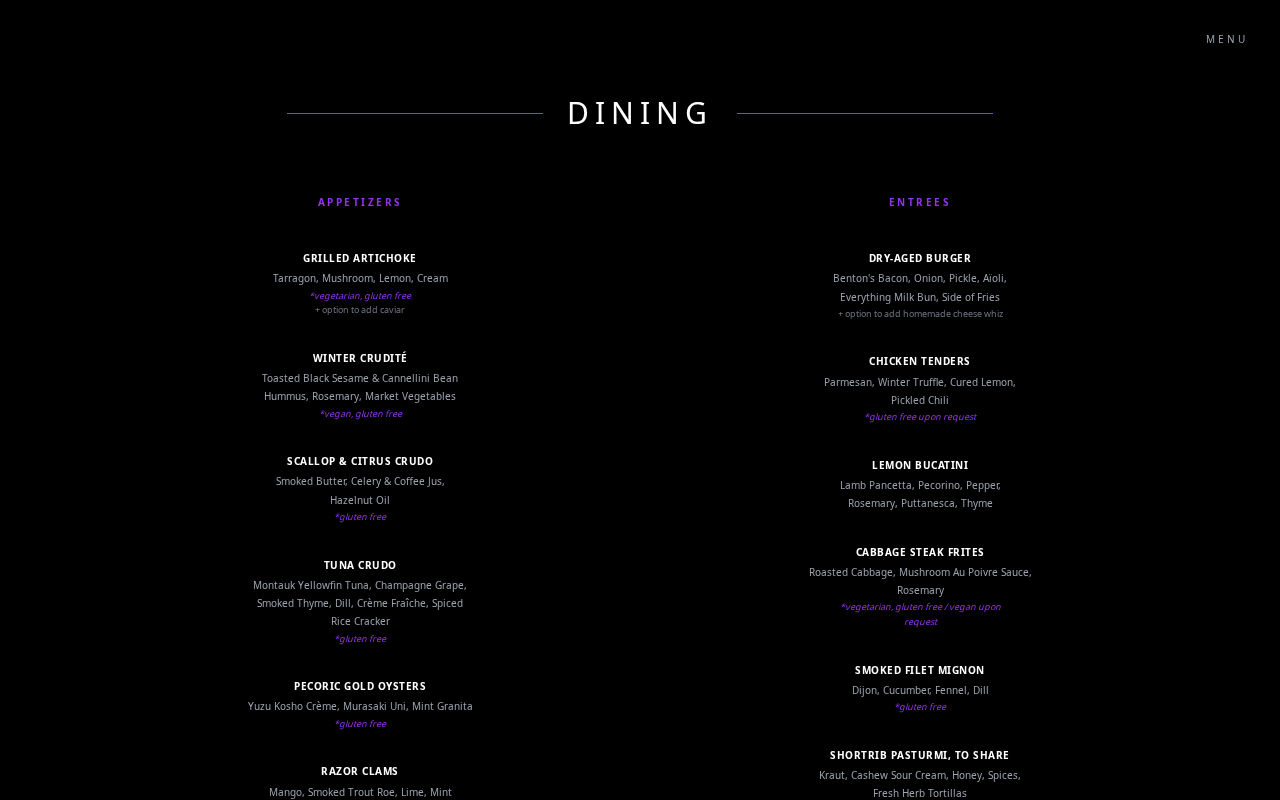 MENU
DINING
APPETIZERS
GRILLED ARTICHOKE
Tarragon, Mushroom, Lemon, Cream
*vegetarian, gluten free
+ option to add caviar
WINTER CRUDITÉ
Toasted Black Sesame & Cannellini Bean
Hummus, Rosemary, Market Vegetables
*vegan, gluten free
SCALLOP & CITRUS CRUDO
Smoked Butter, Celery & Coffee Jus,
Hazelnut Oil
*gluten free
TUNA CRUDO
Montauk Yellowfin Tuna, Champagne Grape,
Smoked Thyme, Dill, Crème Fraîche, Spiced
Rice Cracker
*gluten free
PECORIC GOLD OYSTERS
Yuzu Kosho Crème, Murasaki Uni, Mint Granita
*gluten free
RAZOR CLAMS
Mango, Smoked Trout Roe, Lime, Mint
ENTREES
DRY-AGED BURGER
Benton's Bacon, Onion, Pickle, Aïoli,
Everything Milk Bun, Side of Fries
+ option to add homemade cheese whiz
CHICKEN TENDERS
Parmesan, Winter Truffle, Cured Lemon,
Pickled Chili
*gluten free upon request
LEMON BUCATINI
Lamb Pancetta, Pecorino, Pepper,
Rosemary, Puttanesca, Thyme
CABBAGE STEAK FRITES
Roasted Cabbage, Mushroom Au Poivre Sauce,
Rosemary
*vegetarian, gluten free / vegan upon
request
SMOKED FILET MIGNON
Dijon, Cucumber, Fennel, Dill
*gluten free
SHORTRIB PASTURMI, TO SHARE
Kraut, Cashew Sour Cream, Honey, Spices,
Fresh Herb Tortillas